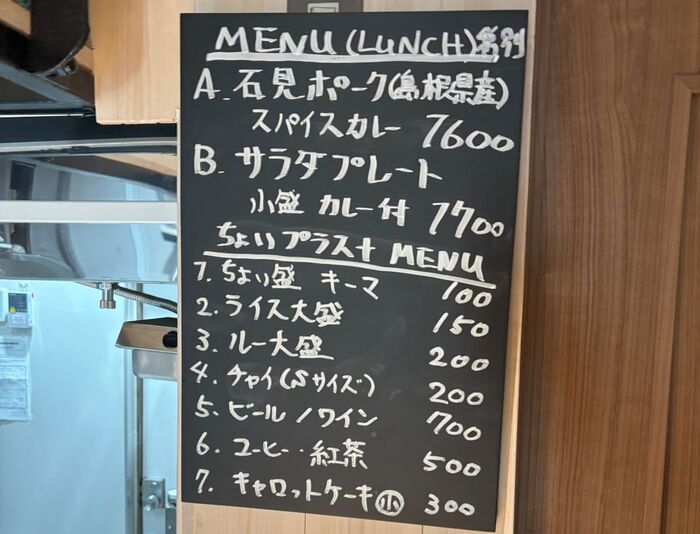 MENU (LUNCH)税別
A. 石見ポーク(島根県産)
スパイスカレー 1600
B. サラダプレート
小盛 カレー付 1700
ちょいプラス+ MENU
1. ちょい盛 キーマ 100
2. ライス大盛 150
3. ルー大盛 200
4. チャイ(Sサイズ) 200
5. ビール/ワイン 700
6. コーヒー・紅茶 500
7. キャロットケーキ㊙小 300